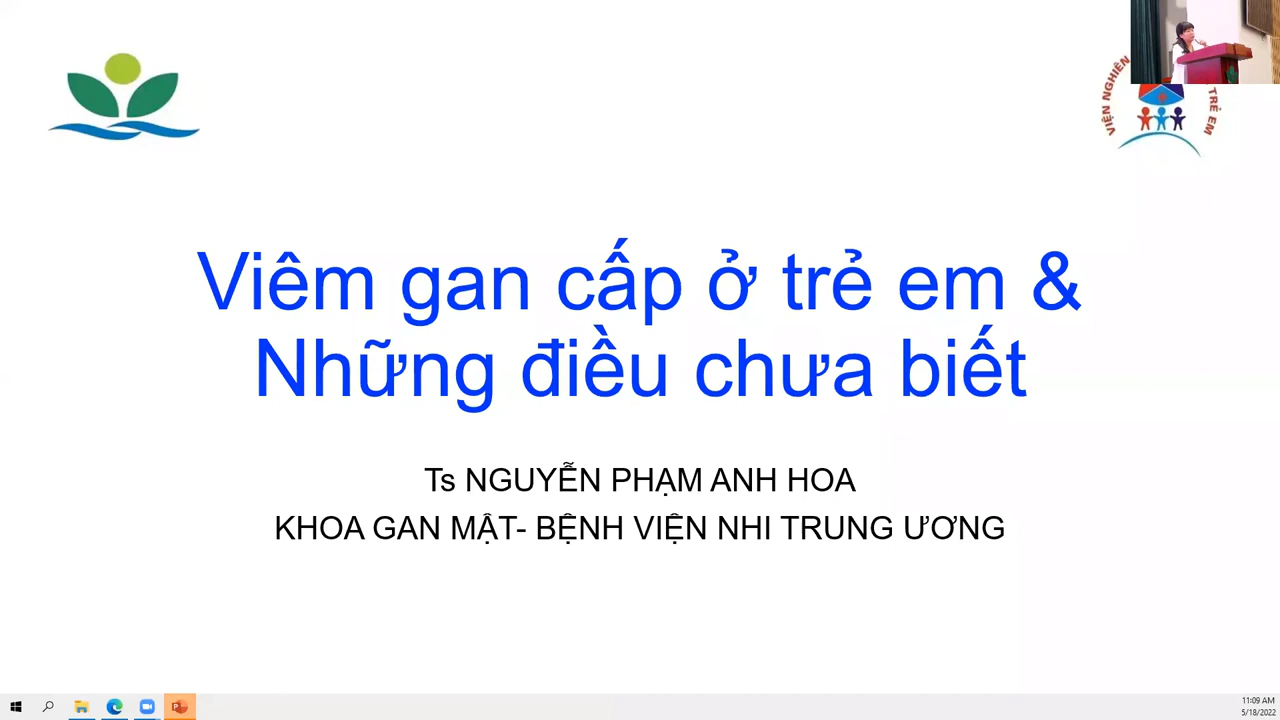 VIỆN NGHIÊN
TRẺ EM
Viêm gan cấp ở trẻ em &
Những điều chưa biết
Ts NGUYỄN PHẠM ANH HOA
KHOA GAN MẬT- BỆNH VIỆN NHI TRUNG ƯƠNG
11:09 AM
5/18/2022